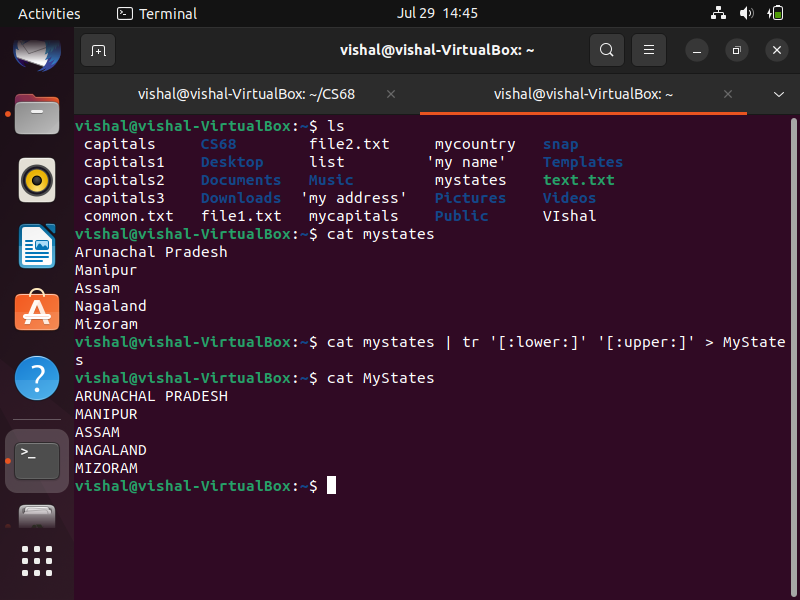 Activities Terminal Jul 29 14:45
vishal@vishal-VirtualBox: ~
vishal@vishal-VirtualBox: ~/CS68 vishal@vishal-VirtualBox: ~
vishal@vishal-VirtualBox:~$ ls
capitals CS68 file2.txt mycountry snap
capitals1 Desktop list 'my name' Templates
capitals2 Documents Music mystates text.txt
capitals3 Downloads 'my address' Pictures Videos
common.txt file1.txt mycapitals Public VIshal
vishal@vishal-VirtualBox:~$ cat mystates
Arunachal Pradesh
Manipur
Assam
Nagaland
Mizoram
vishal@vishal-VirtualBox:~$ cat mystates | tr '[:lower:]' '[:upper:]' > MyState
s
vishal@vishal-VirtualBox:~$ cat MyStates
ARUNACHAL PRADESH
MANIPUR
ASSAM
NAGALAND
MIZORAM
vishal@vishal-VirtualBox:~$